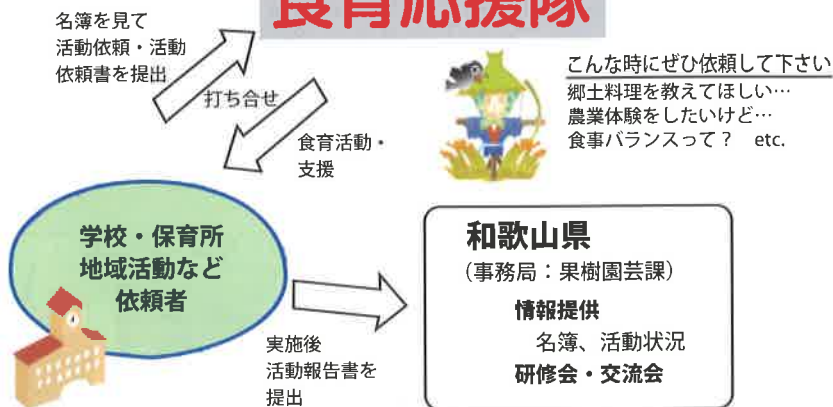 食育応援隊
名簿を見て
活動依頼・活動
依頼書を提出
打ち合せ
食育活動・
支援
こんな時にぜひ依頼して下さい
郷土料理を教えてほしい…
農業体験をしたいけど…
食事バランスって？ etc.
学校・保育所
地域活動など
依頼者
実施後
活動報告書を
提出
和歌山県
（事務局：果樹園芸課）
情報提供
名簿、活動状況
研修会・交流会